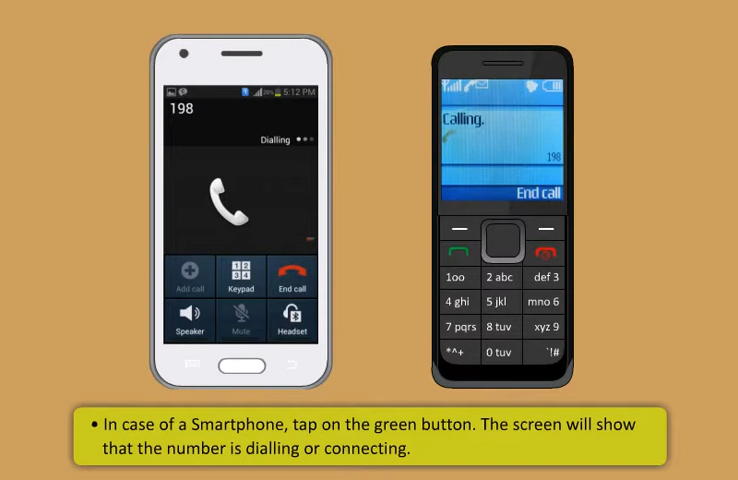 5:12 PM
198
Dialling
Add call
Keypad
End call
Speaker
Mute
Headset
Calling.
198
End call
1oo 2 abc def 3
4 ghi 5 jkl mno 6
7 pqrs 8 tuv xyz 9
*^+ 0 tuv `!#
• In case of a Smartphone, tap on the green button. The screen will show
that the number is dialling or connecting.